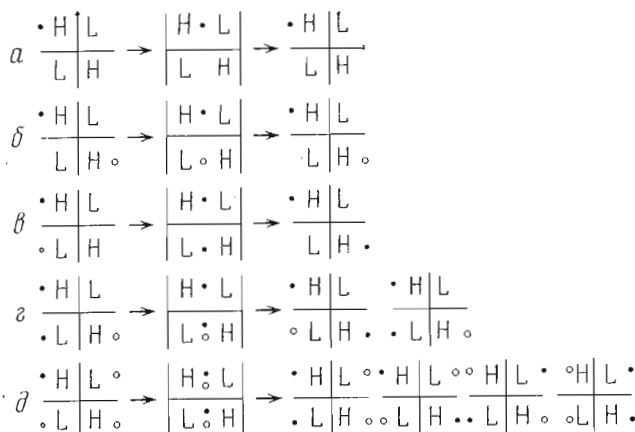 а H L → H L → H L
L H L H L H
б H L → H L → H L
L H L H L H
в H L → H L → H L
L H L H L H
г H L → H L → H L H L
L H L H L H L H
д H L → H L → H L H L H L H L
L H L H L H L H L H L H